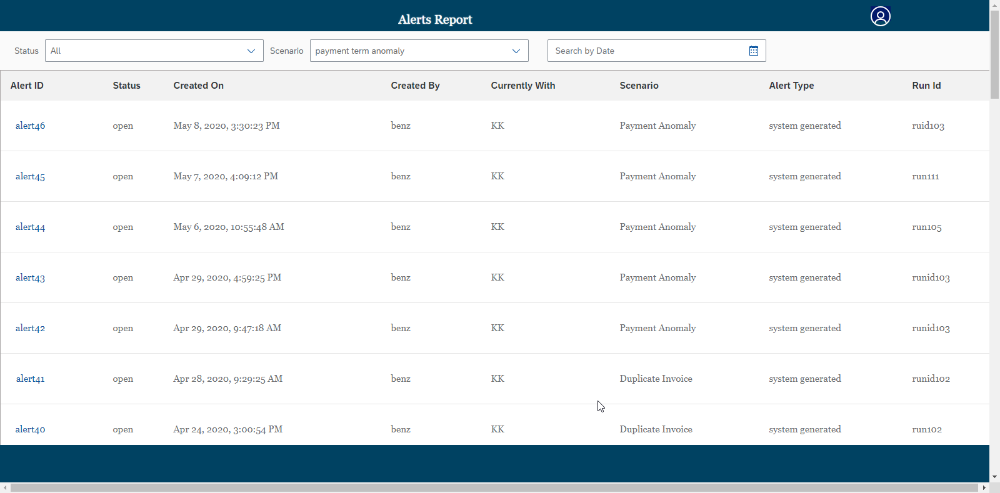 Alerts Report
Status All Scenario payment term anomaly Search by Date
Alert ID Status Created On Created By Currently With Scenario Alert Type Run Id
alert46 open May 8, 2020, 3:30:23 PM benz KK Payment Anomaly system generated ruid103
alert45 open May 7, 2020, 4:09:12 PM benz KK Payment Anomaly system generated run111
alert44 open May 6, 2020, 10:55:48 AM benz KK Payment Anomaly system generated run105
alert43 open Apr 29, 2020, 4:59:25 PM benz KK Payment Anomaly system generated runid103
alert42 open Apr 29, 2020, 9:47:18 AM benz KK Payment Anomaly system generated runid103
alert41 open Apr 28, 2020, 9:29:25 AM benz KK Duplicate Invoice system generated runid102
alert40 open Apr 24, 2020, 3:00:54 PM benz KK Duplicate Invoice system generated run102